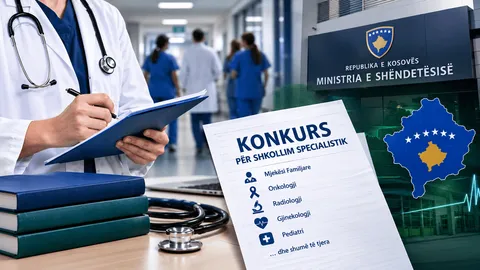 REPUBLIKA E KOSOVËS
MINISTRIA E SHËNDETËSISË
KONKURS
PËR SHKOLLIM SPECIALISTIK
Mjekësi Familjare
Onkologji
Radiologji
Gjinekologji
Pediatri
... dhe shumë të tjera